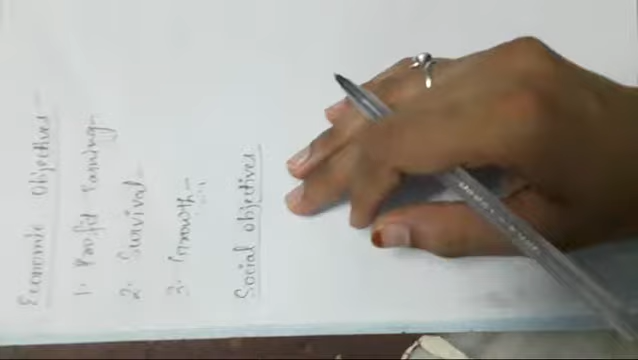 Economic Objectives -
1. Profit Earning -
2. Survival -
3. Growth -
Social objectives